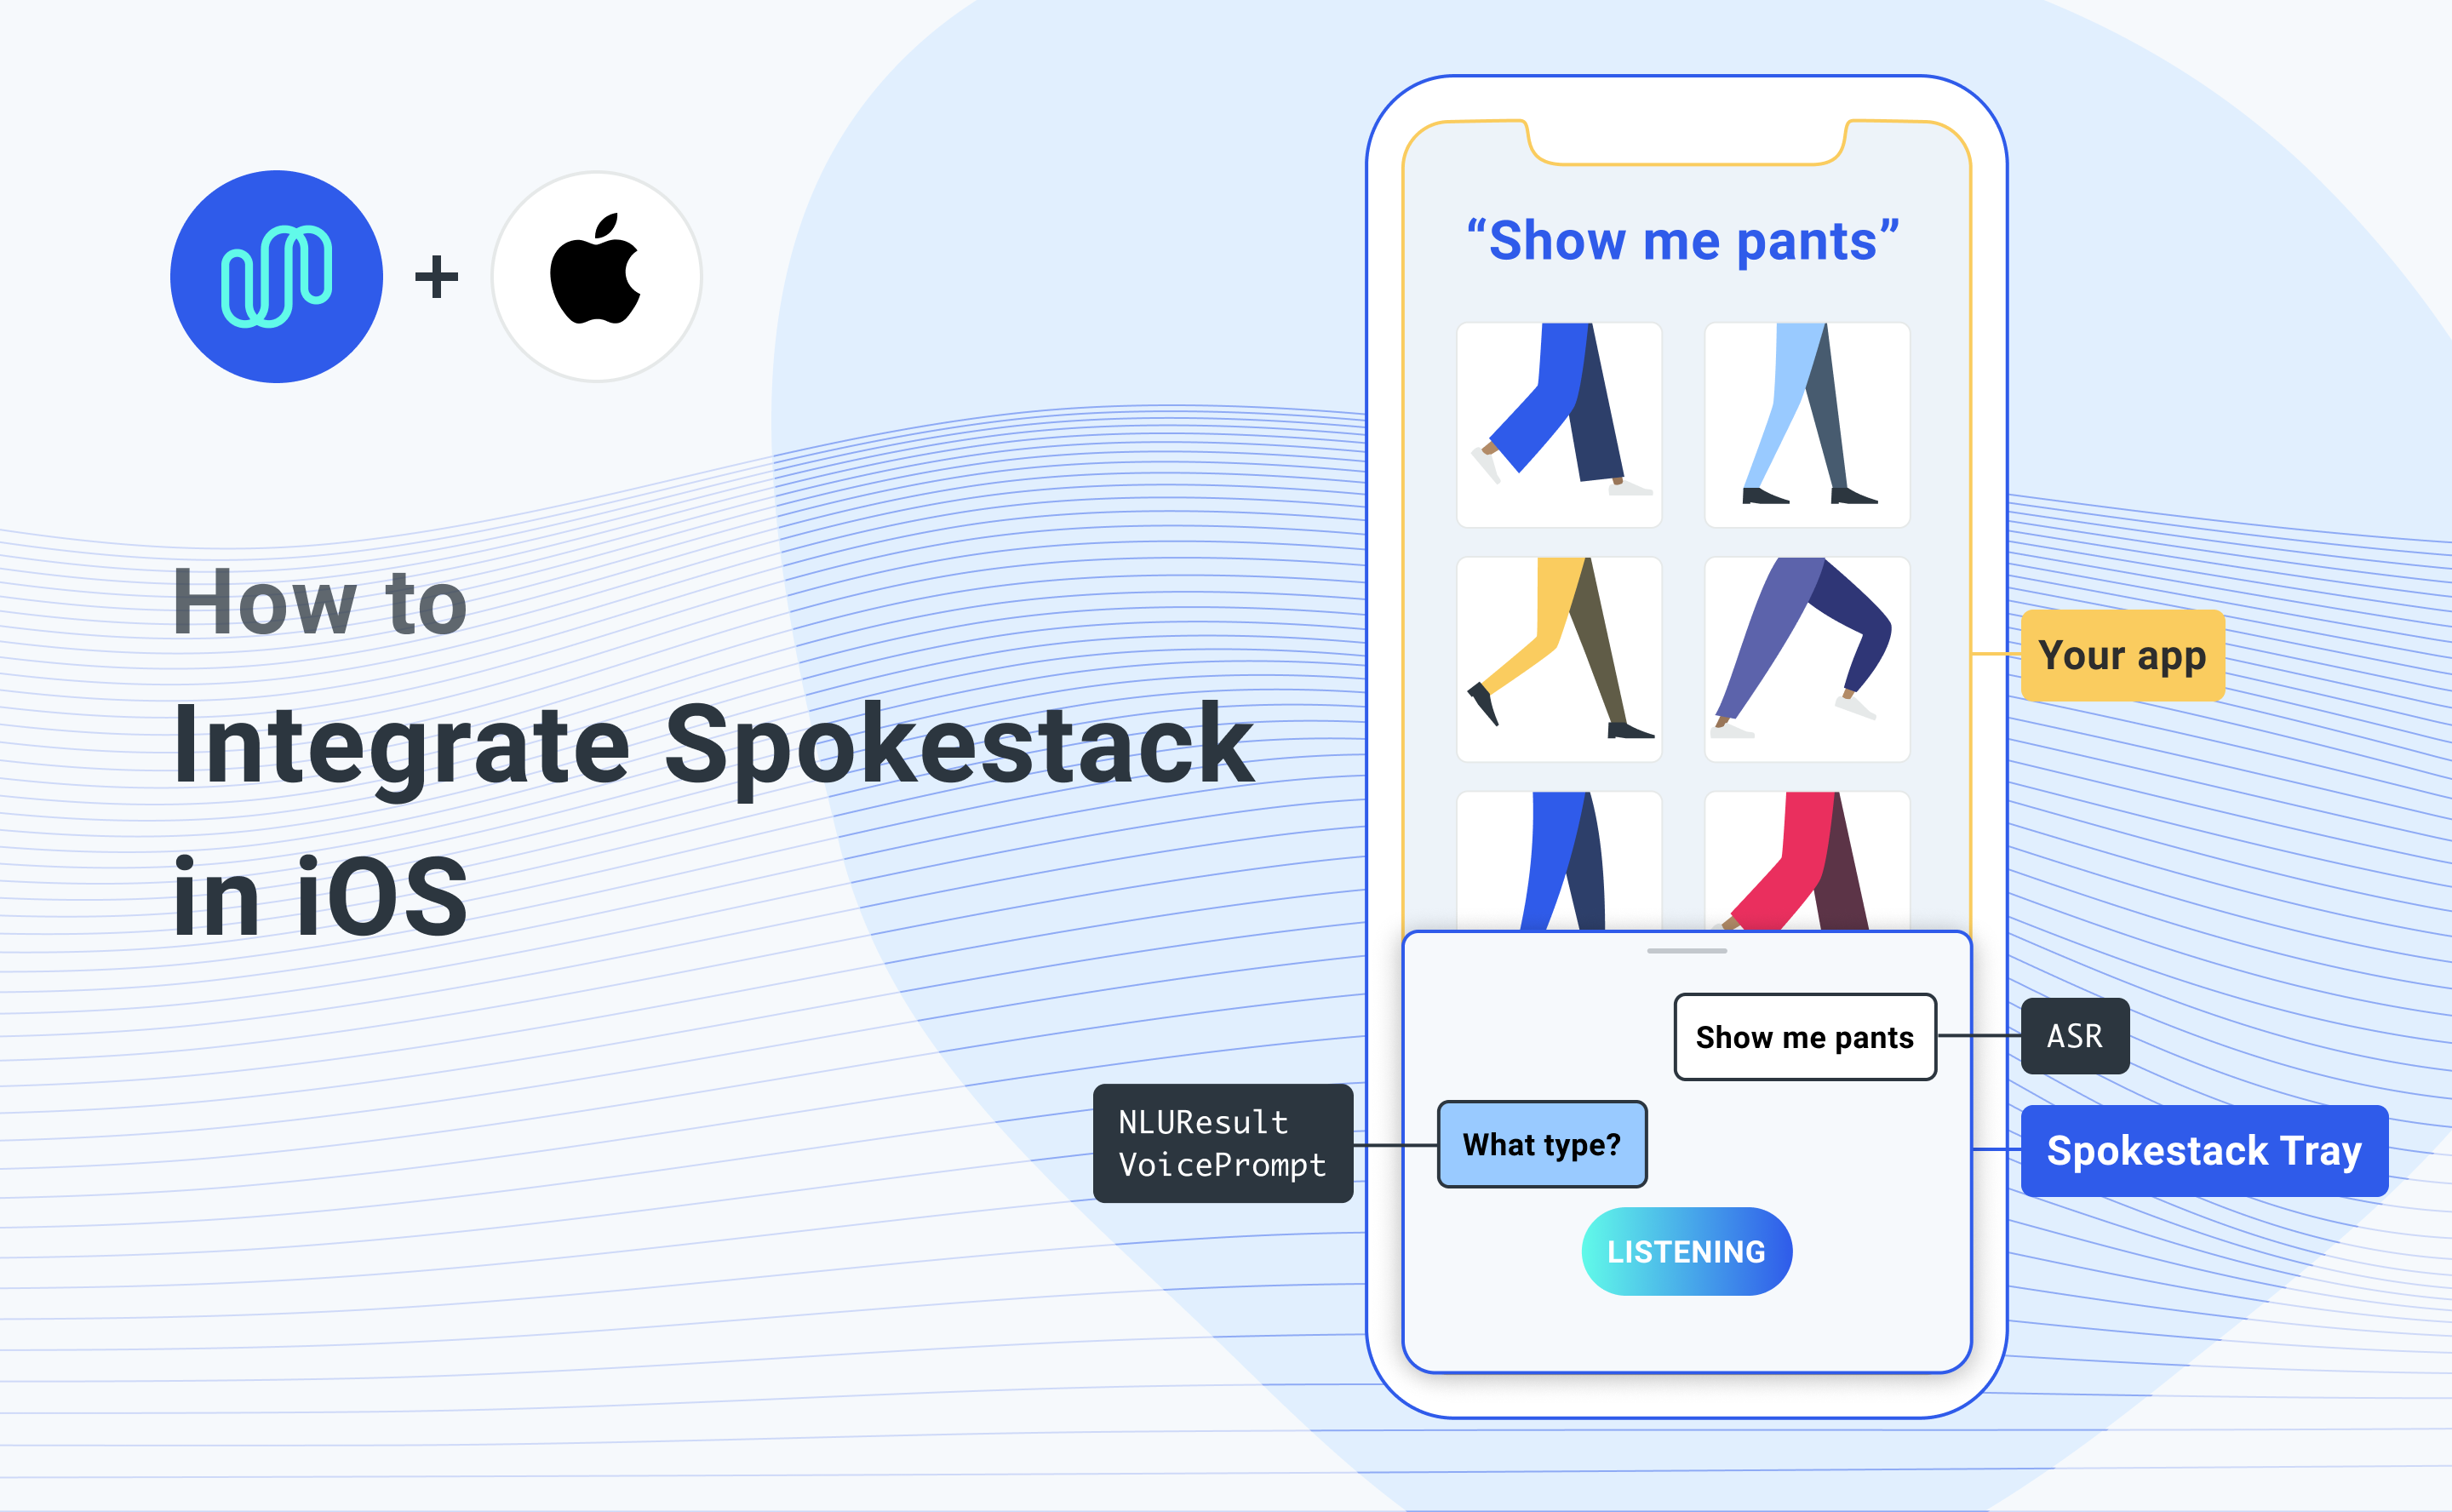 How to
Integrate Spokestack
in iOS
“Show me pants”
Your app
Show me pants
ASR
NLUResult
VoicePrompt
What type?
Spokestack Tray
LISTENING